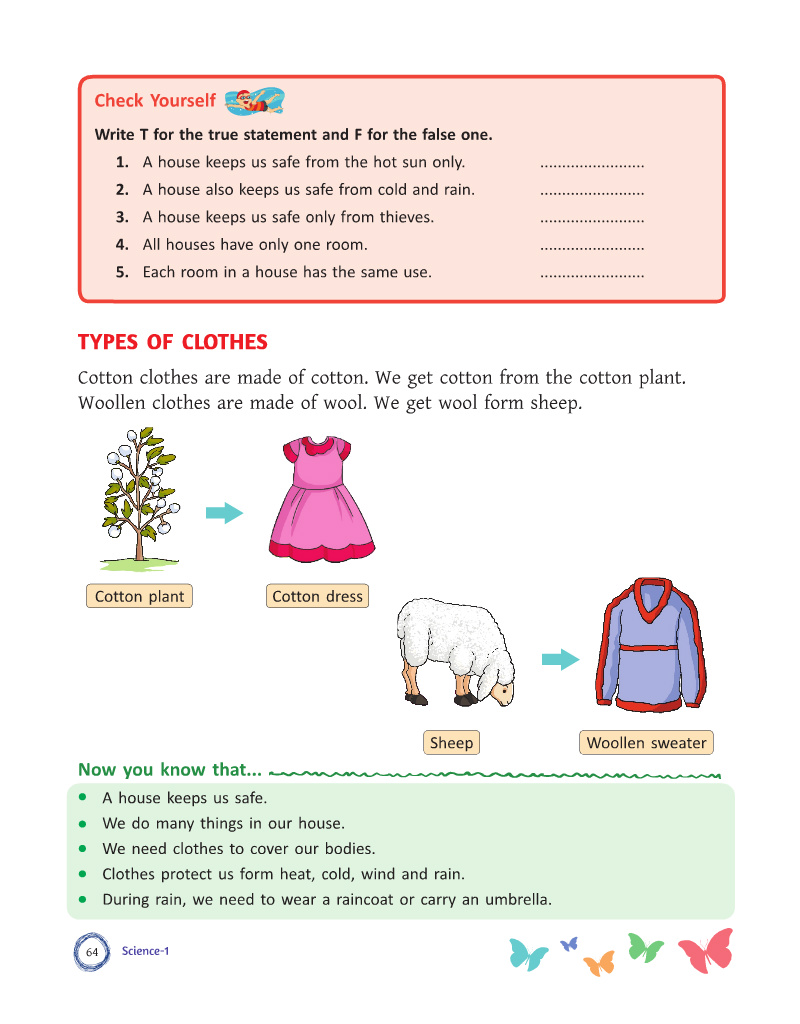 Check Yourself
Write T for the true statement and F for the false one.
1. A house keeps us safe from the hot sun only. ........................
2. A house also keeps us safe from cold and rain. ........................
3. A house keeps us safe only from thieves. ........................
4. All houses have only one room. ........................
5. Each room in a house has the same use. ........................
TYPES OF CLOTHES
Cotton clothes are made of cotton. We get cotton from the cotton plant.
Woollen clothes are made of wool. We get wool form sheep.
Cotton plant
Cotton dress
Sheep
Woollen sweater
Now you know that...
• A house keeps us safe.
• We do many things in our house.
• We need clothes to cover our bodies.
• Clothes protect us form heat, cold, wind and rain.
• During rain, we need to wear a raincoat or carry an umbrella.
64 Science-1